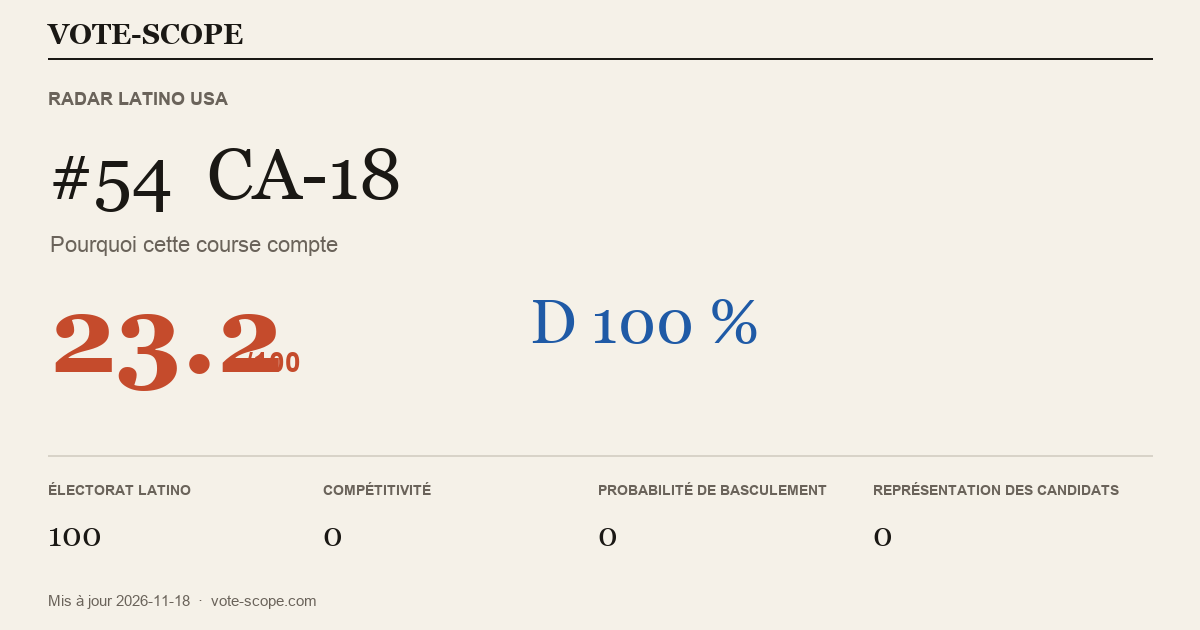 VOTE-SCOPE
RADAR LATINO USA
#54 CA-18
Pourquoi cette course compte
23.2/100
D 100 %
ÉLECTORAT LATINO
COMPÉTITIVITÉ
PROBABILITÉ DE BASCULEMENT
REPRÉSENTATION DES CANDIDATS
100
0
0
0
Mis à jour 2026-11-18 · vote-scope.com